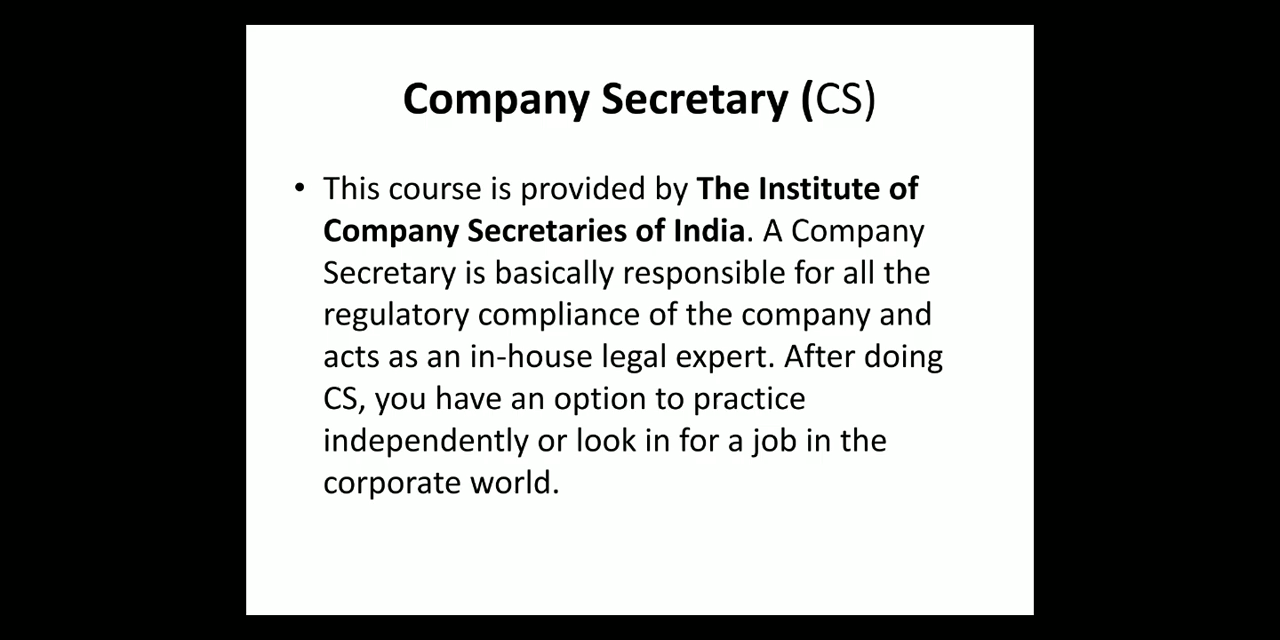 Company Secretary (CS)
• This course is provided by The Institute of
Company Secretaries of India. A Company
Secretary is basically responsible for all the
regulatory compliance of the company and
acts as an in-house legal expert. After doing
CS, you have an option to practice
independently or look in for a job in the
corporate world.